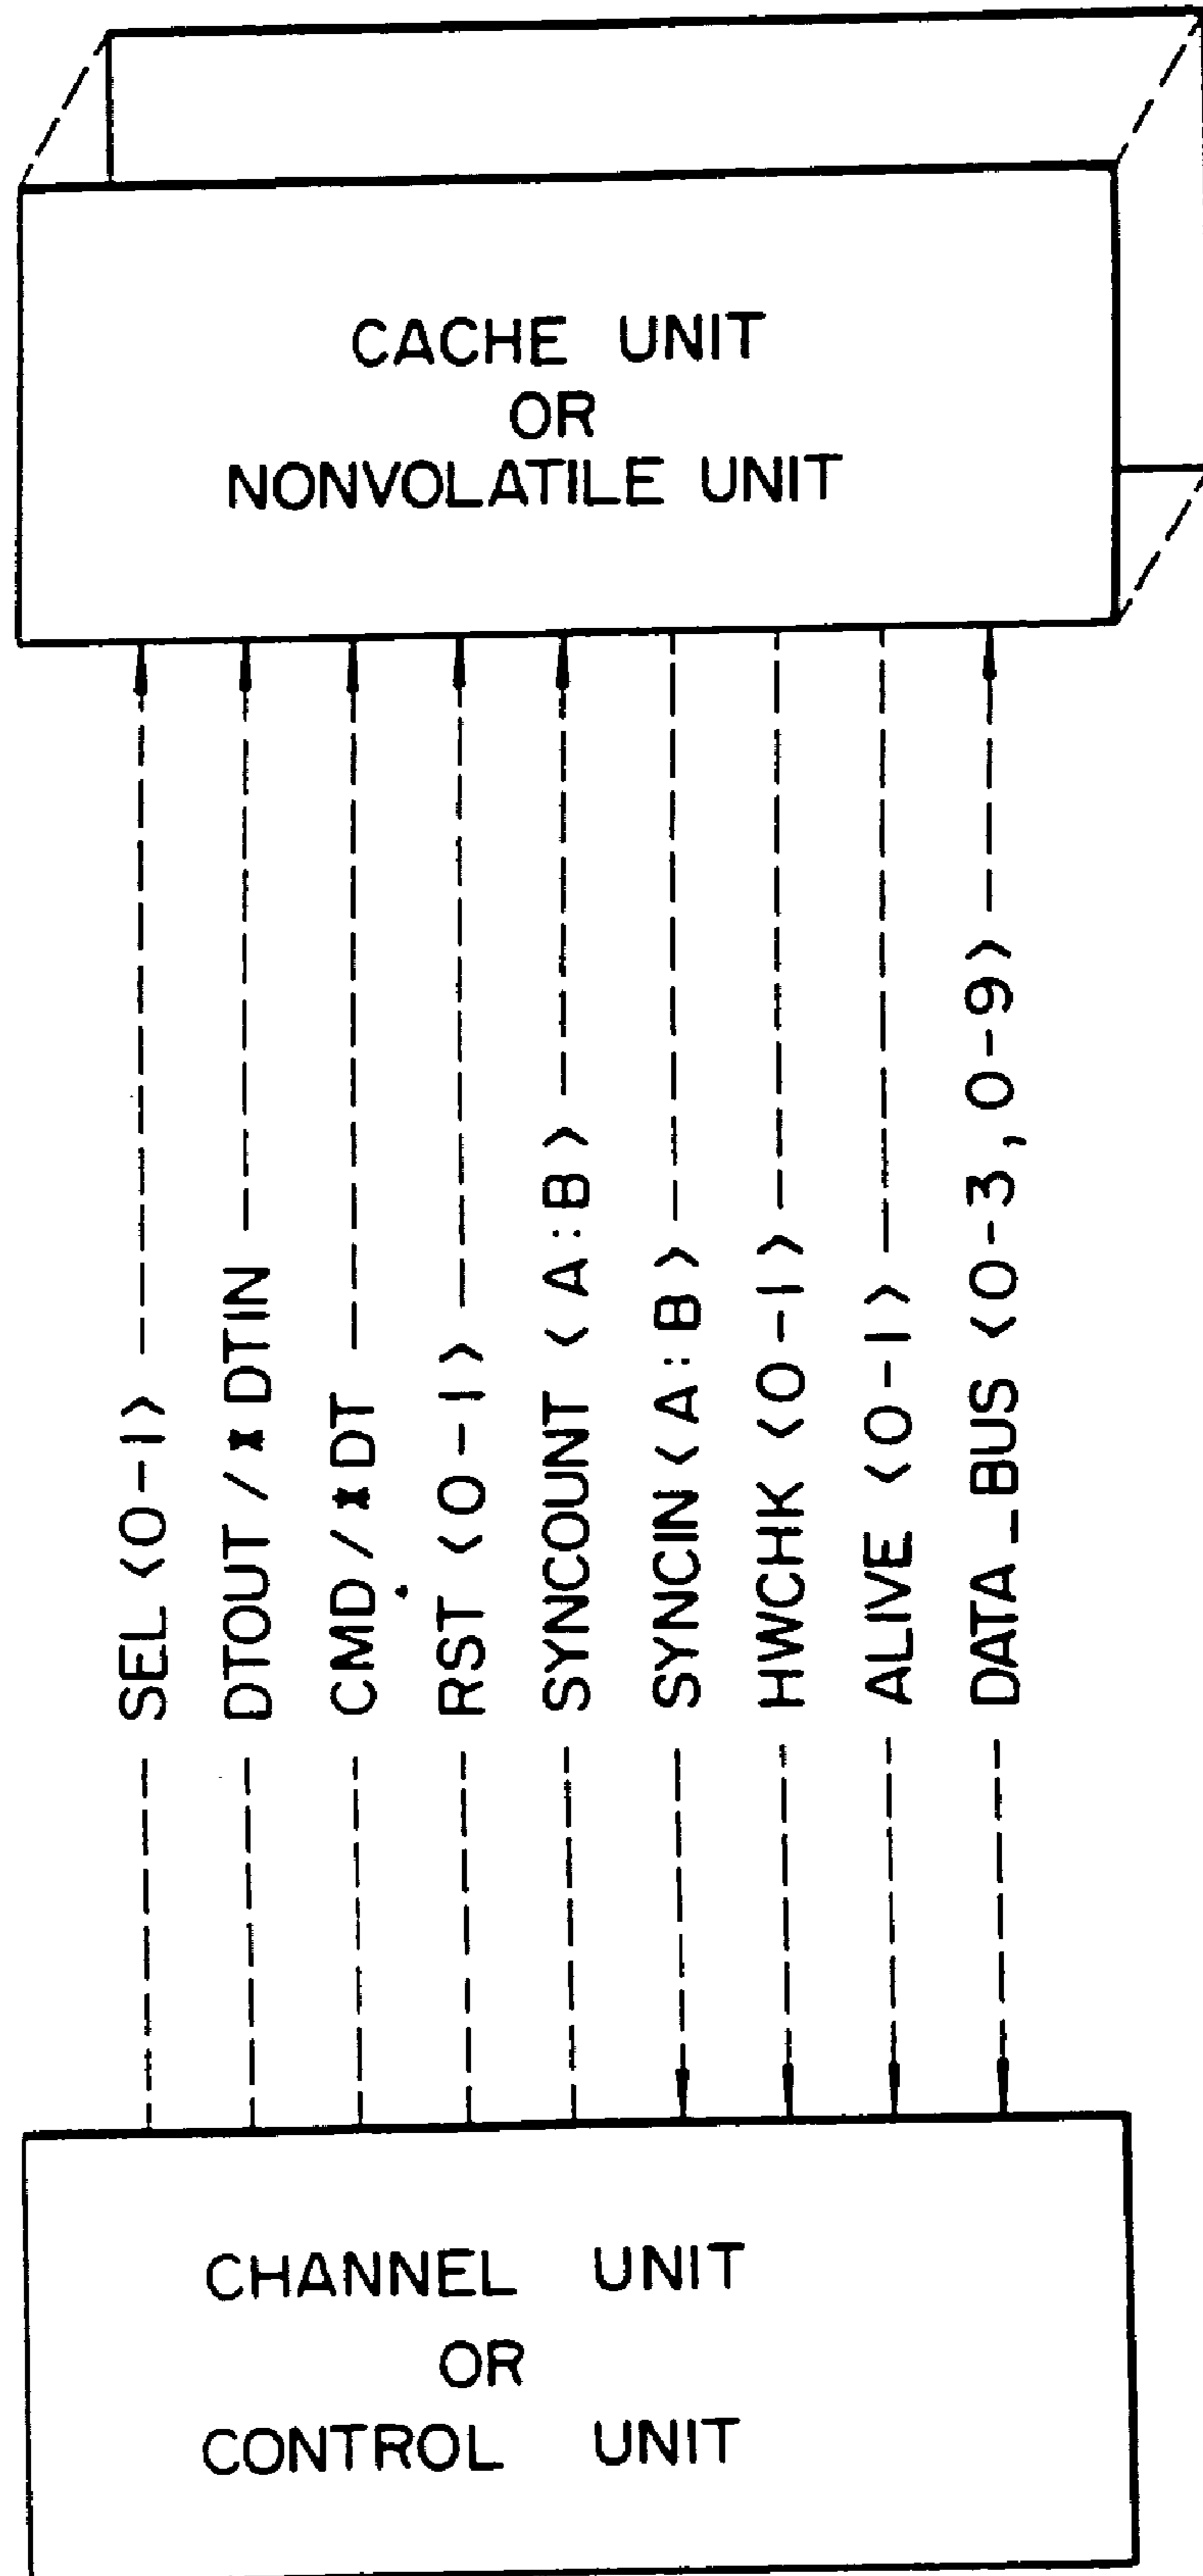 CACHE UNIT
OR
NONVOLATILE UNIT
SEL <0-1>
DTOUT / * DTIN
CMD / * DT
RST <0-1>
SYNCOUNT <A:B>
SYNCIN <A:B>
HWCHK <0-1>
ALIVE <0-1>
DATA_BUS <0-3,0-9>
CHANNEL UNIT
OR
CONTROL UNIT